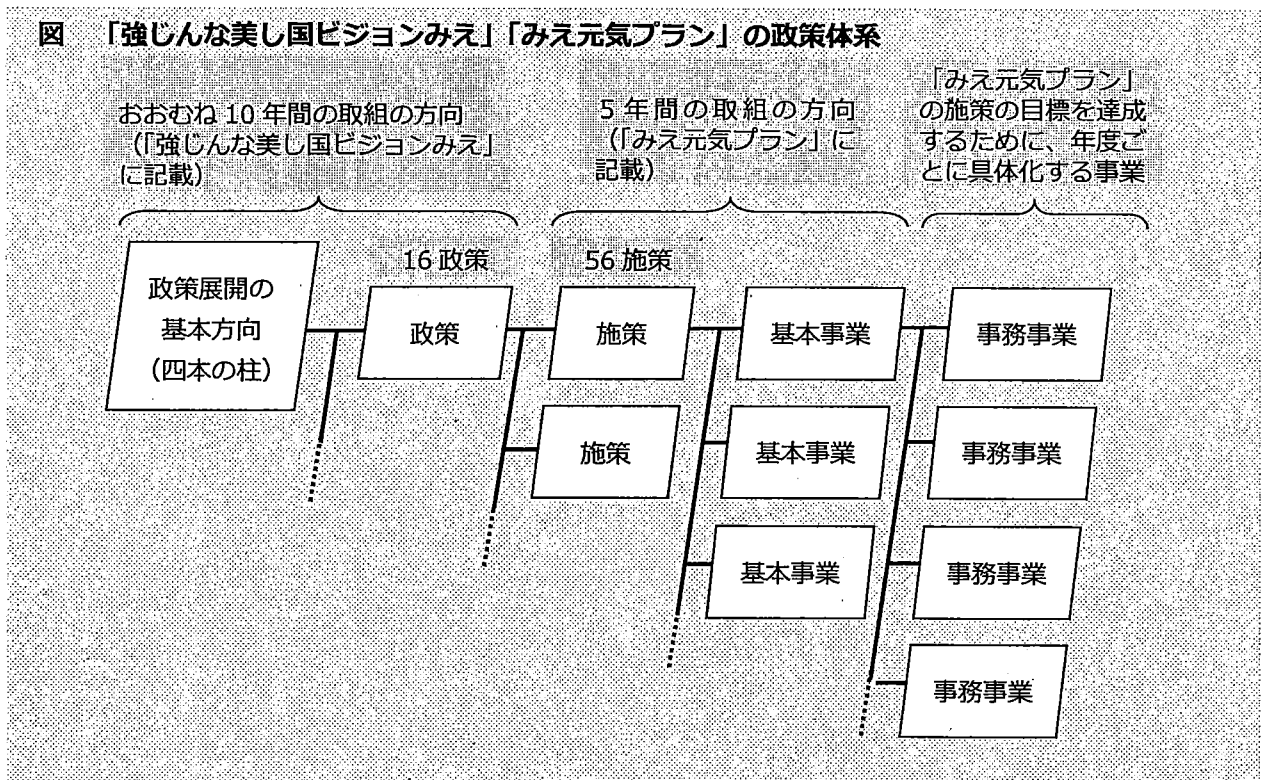 図 「強じんな美し国ビジョンみえ」「みえ元気プラン」の政策体系
おおむね 10 年間の取組の方向
（「強じんな美し国ビジョンみえ」
に記載）
5 年間の取組の方向
（「みえ元気プラン」に
記載）
「みえ元気プラン」
の施策の目標を達成
するために、年度ご
とに具体化する事業
16 政策
56 施策
政策展開の
基本方向
（四本の柱）
政策
施策
基本事業
事務事業
施策
基本事業
事務事業
基本事業
事務事業
事務事業